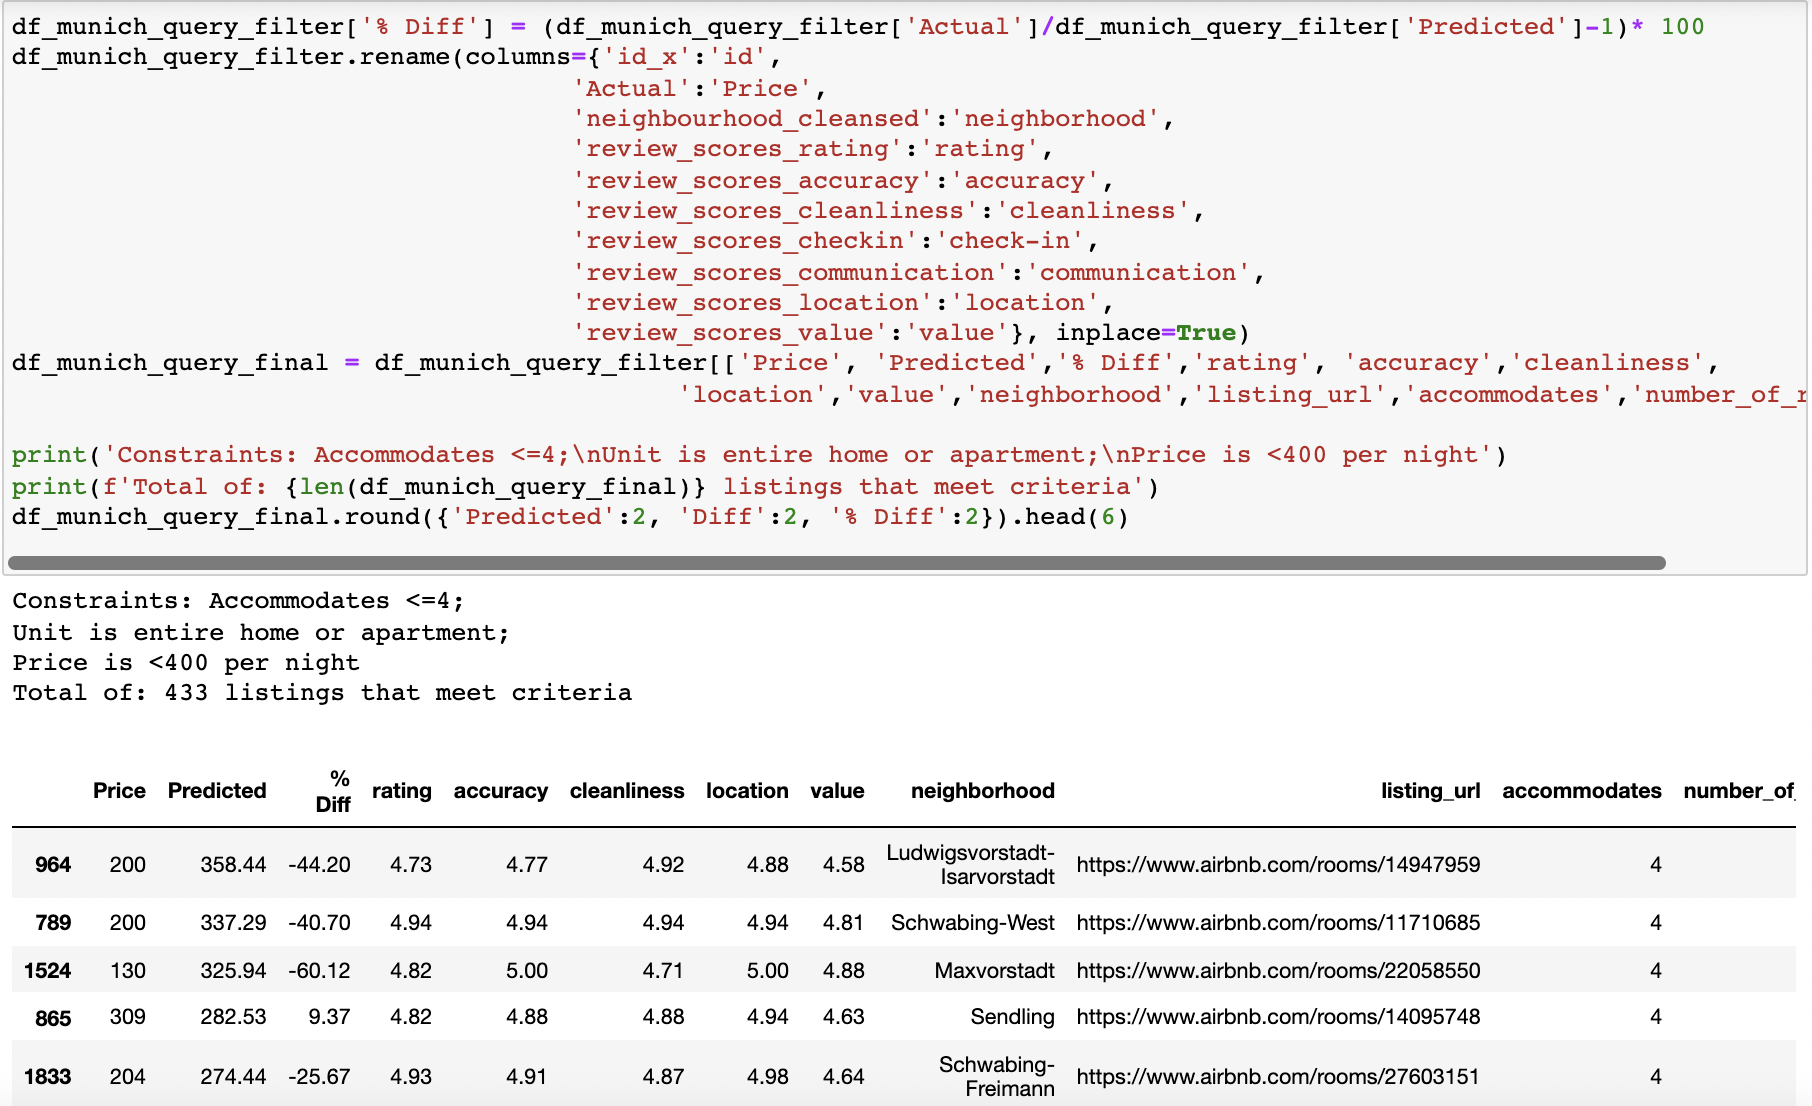 df_munich_query_filter['% Diff'] = (df_munich_query_filter['Actual']/df_munich_query_filter['Predicted']-1)* 100
df_munich_query_filter.rename(columns={'id_x':'id',
'Actual':'Price',
'neighbourhood_cleansed':'neighborhood',
'review_scores_rating':'rating',
'review_scores_accuracy':'accuracy',
'review_scores_cleanliness':'cleanliness',
'review_scores_checkin':'check-in',
'review_scores_communication':'communication',
'review_scores_location':'location',
'review_scores_value':'value'}, inplace=True)
df_munich_query_final = df_munich_query_filter[['Price', 'Predicted','% Diff','rating', 'accuracy','cleanliness',
'location','value','neighborhood','listing_url','accommodates','number_of_r
print('Constraints: Accommodates <=4;\nUnit is entire home or apartment;\nPrice is <400 per night')
print(f'Total of: {len(df_munich_query_final)} listings that meet criteria')
df_munich_query_final.round({'Predicted':2, 'Diff':2, '% Diff':2}).head(6)
Constraints: Accommodates <=4;
Unit is entire home or apartment;
Price is <400 per night
Total of: 433 listings that meet criteria
Price Predicted % Diff rating accuracy cleanliness location value neighborhood listing_url accommodates number_of_
964 200 358.44 -44.20 4.73 4.77 4.92 4.88 4.58 Ludwigsvorstadt-Isarvorstadt https://www.airbnb.com/rooms/14947959 4
789 200 337.29 -40.70 4.94 4.94 4.94 4.94 4.81 Schwabing-West https://www.airbnb.com/rooms/11710685 4
1524 130 325.94 -60.12 4.82 5.00 4.71 5.00 4.88 Maxvorstadt https://www.airbnb.com/rooms/22058550 4
865 309 282.53 9.37 4.82 4.88 4.88 4.94 4.63 Sendling https://www.airbnb.com/rooms/14095748 4
1833 204 274.44 -25.67 4.93 4.91 4.87 4.98 4.64 Schwabing-Freimann https://www.airbnb.com/rooms/27603151 4